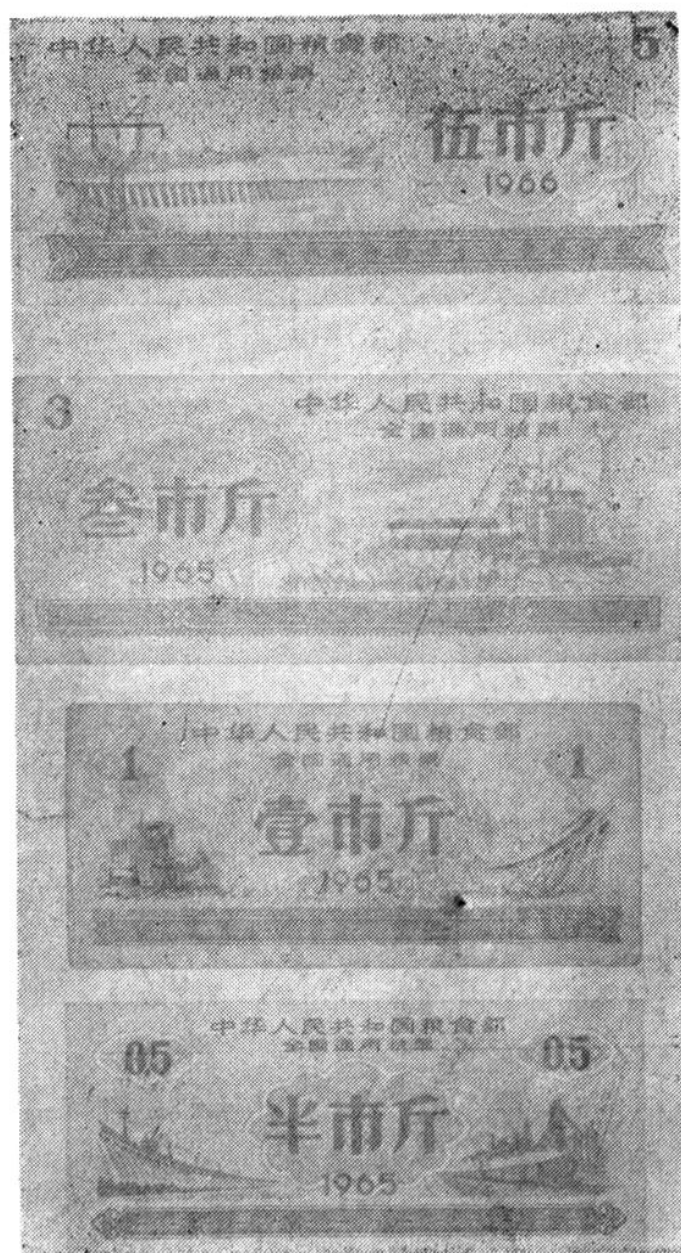 中华人民共和国粮食部
5
全国通用粮票
伍市斤
1966
3
中华人民共和国粮食部
全国通用粮票
叁市斤
1965
中华人民共和国粮食部
全国通用粮票
1
1
壹市斤
1965
中华人民共和国粮食部
全国通用粮票
0.5
0.5
半市斤
1965